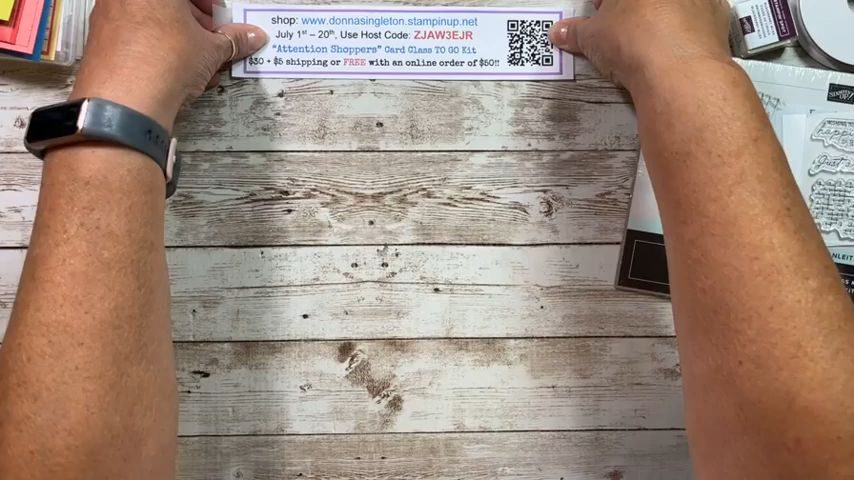 shop: www.donnasingleton.stampinup.net
July 1st – 20th, Use Host Code: ZJAW3EJR
"Attention Shoppers" Card Class TO GO Kit
$30 + $5 shipping or FREE with an online order of $50!!